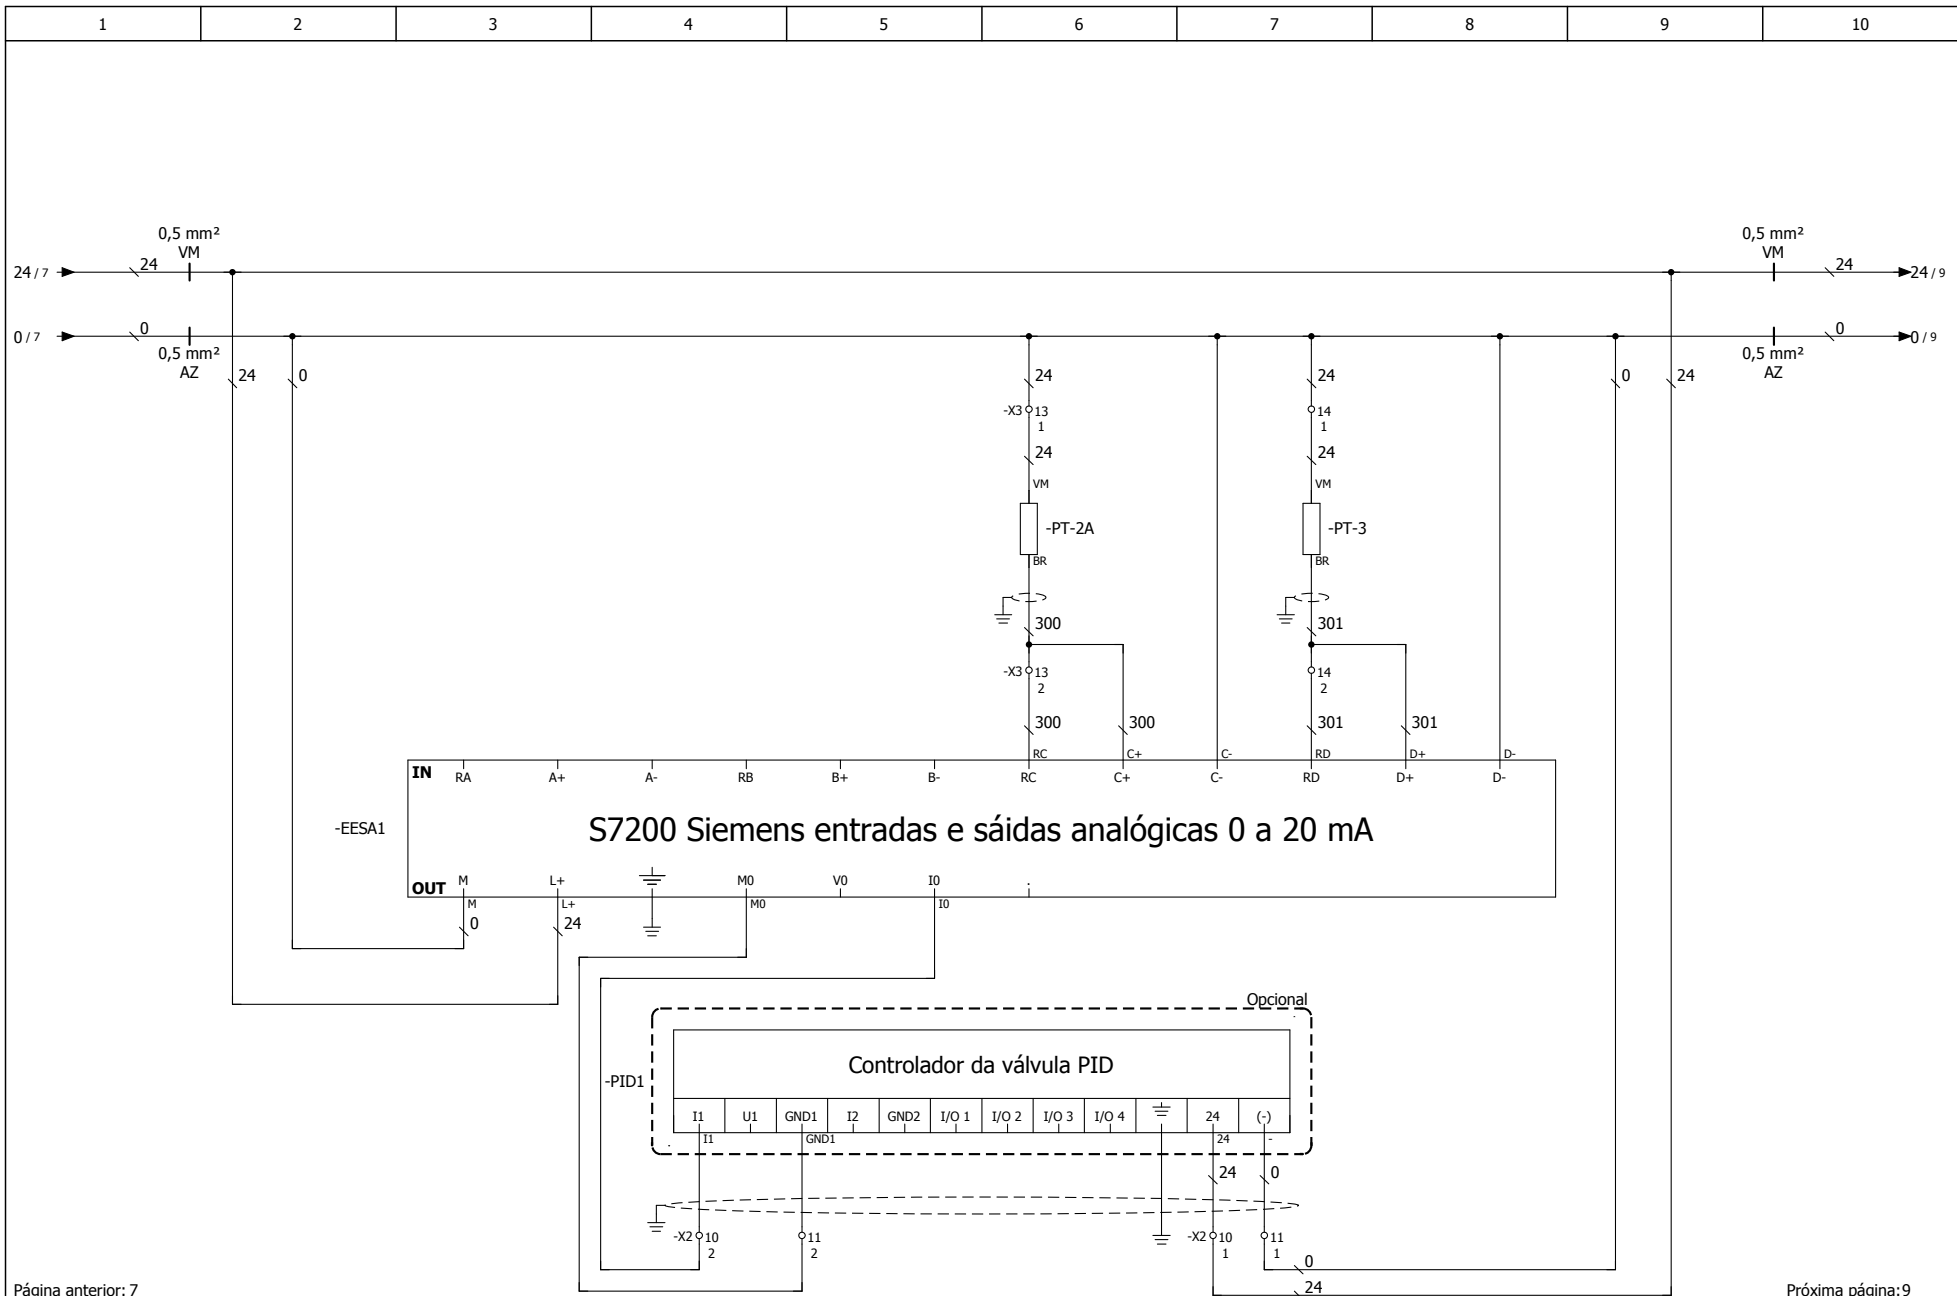 1 2 3 4 5 6 7 8 9 10
0,5 mm² 0,5 mm²
VM VM
24 / 7 24 24 24 / 9
0 / 7 0 0 0 / 9
0,5 mm² 0,5 mm²
AZ AZ
24 0 24 24 0 24
-X3 13 14
1 1
24 24
VM VM
-PT-2A -PT-3
BR BR
300 301
-X3 13 14
2 2
300 300 301 301
RC C+ C- RD D+ D-
IN RA A+ A- RB B+ B- RC C+ C- RD D+ D-
-EESA1 S7200 Siemens entradas e sáidas analógicas 0 a 20 mA
OUT M L+ M0 V0 I0 .
M L+ M0 I0
0 24
Opcional
Controlador da válvula PID
-PID1
I1 U1 GND1 I2 GND2 I/O 1 I/O 2 I/O 3 I/O 4 24 (-)
I1 GND1 24 -
24 0
-X2 10 11 -X2 10 11
2 2 1 1
0
24
Página anterior: 7 Próxima página: 9